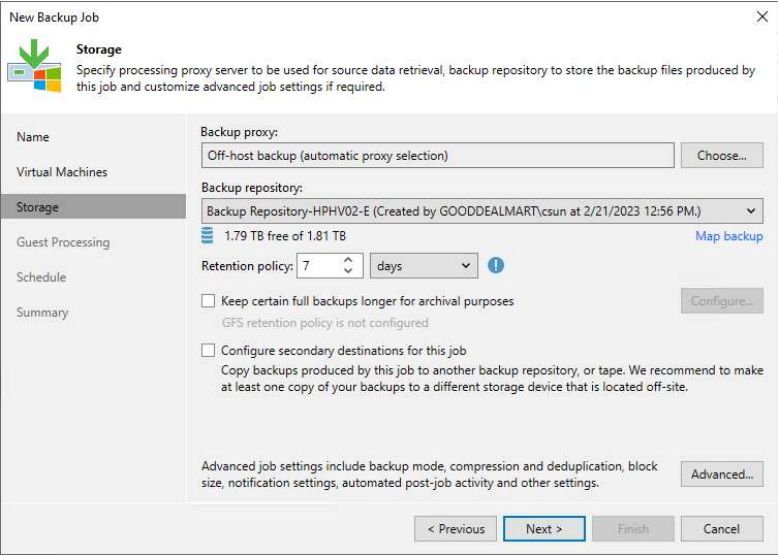 New Backup Job
Storage
Specify processing proxy server to be used for source data retrieval, backup repository to store the backup files produced by
this job and customize advanced job settings if required.
Name
Virtual Machines
Storage
Guest Processing
Schedule
Summary
Backup proxy:
Off-host backup (automatic proxy selection)
Choose...
Backup repository:
Backup Repository-HPHV02-E (Created by GOODDEALMART\csun at 2/21/2023 12:56 PM.)
1.79 TB free of 1.81 TB
Map backup
Retention policy: 7 days
Keep certain full backups longer for archival purposes
Configure...
GFS retention policy is not configured
Configure secondary destinations for this job
Copy backups produced by this job to another backup repository, or tape. We recommend to make
at least one copy of your backups to a different storage device that is located off-site.
Advanced job settings include backup mode, compression and deduplication, block
size, notification settings, automated post-job activity and other settings.
Advanced...
< Previous
Next >
Finish
Cancel